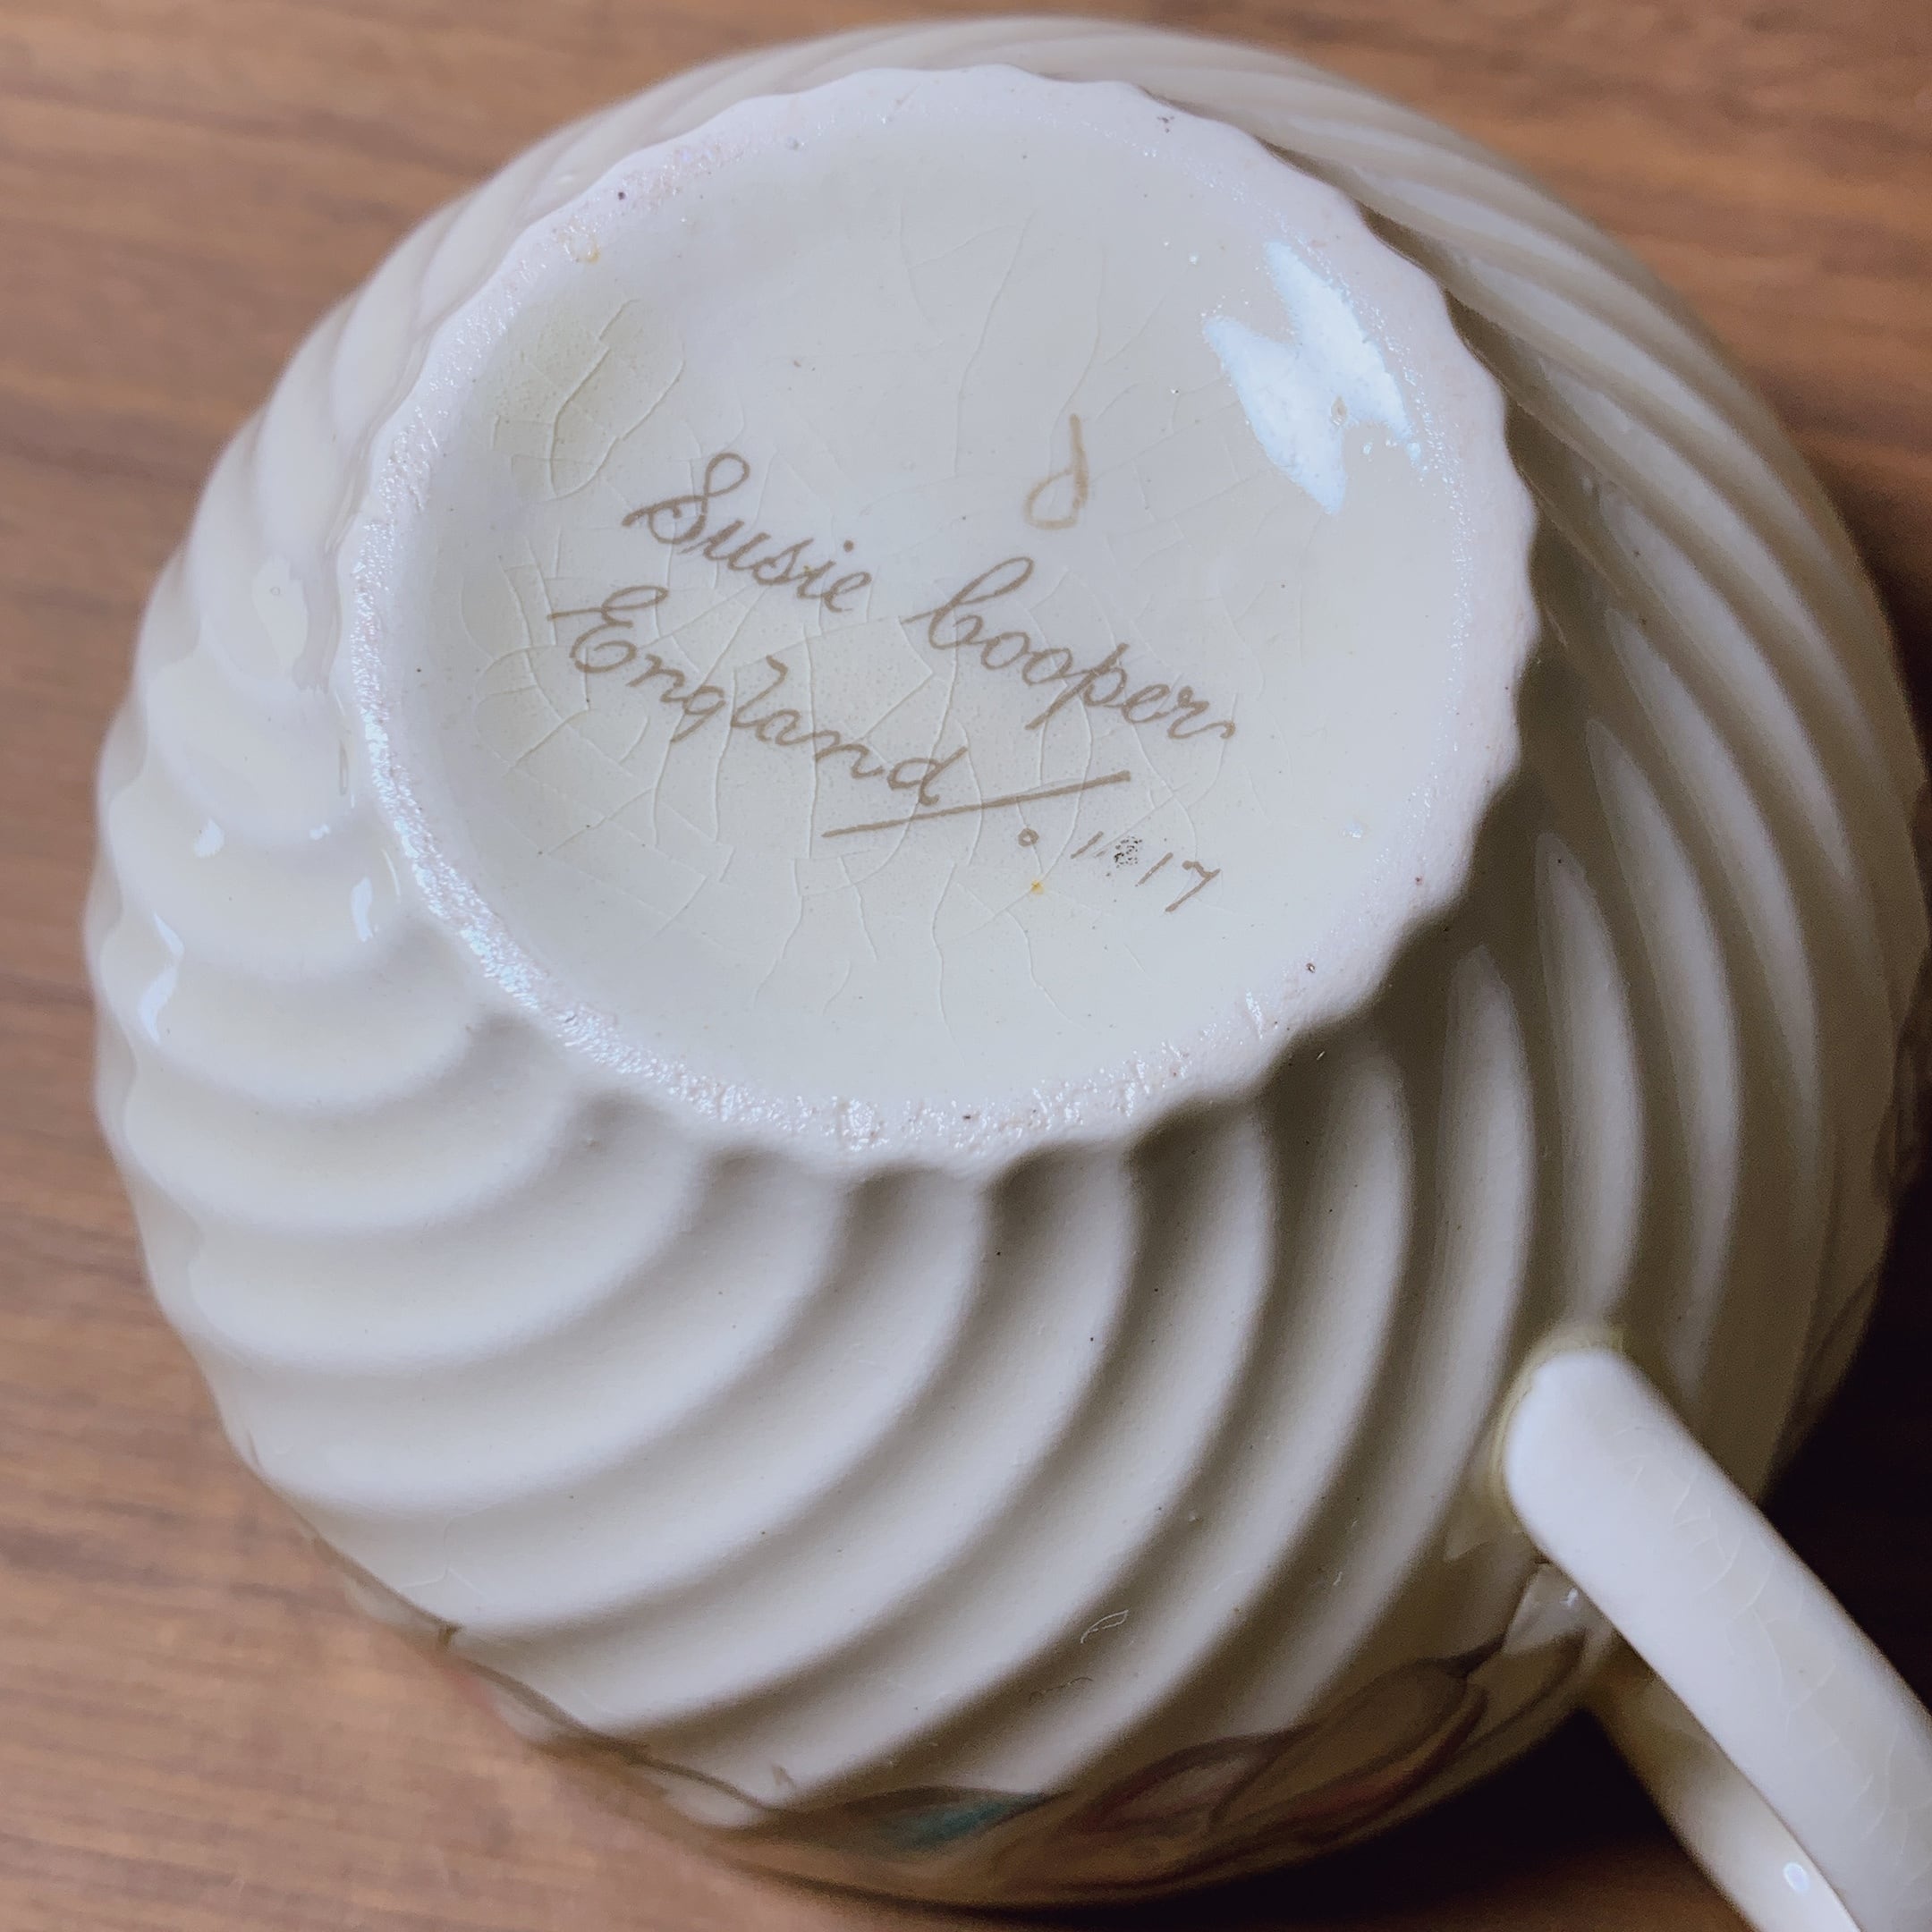 d
Susie Cooper
England